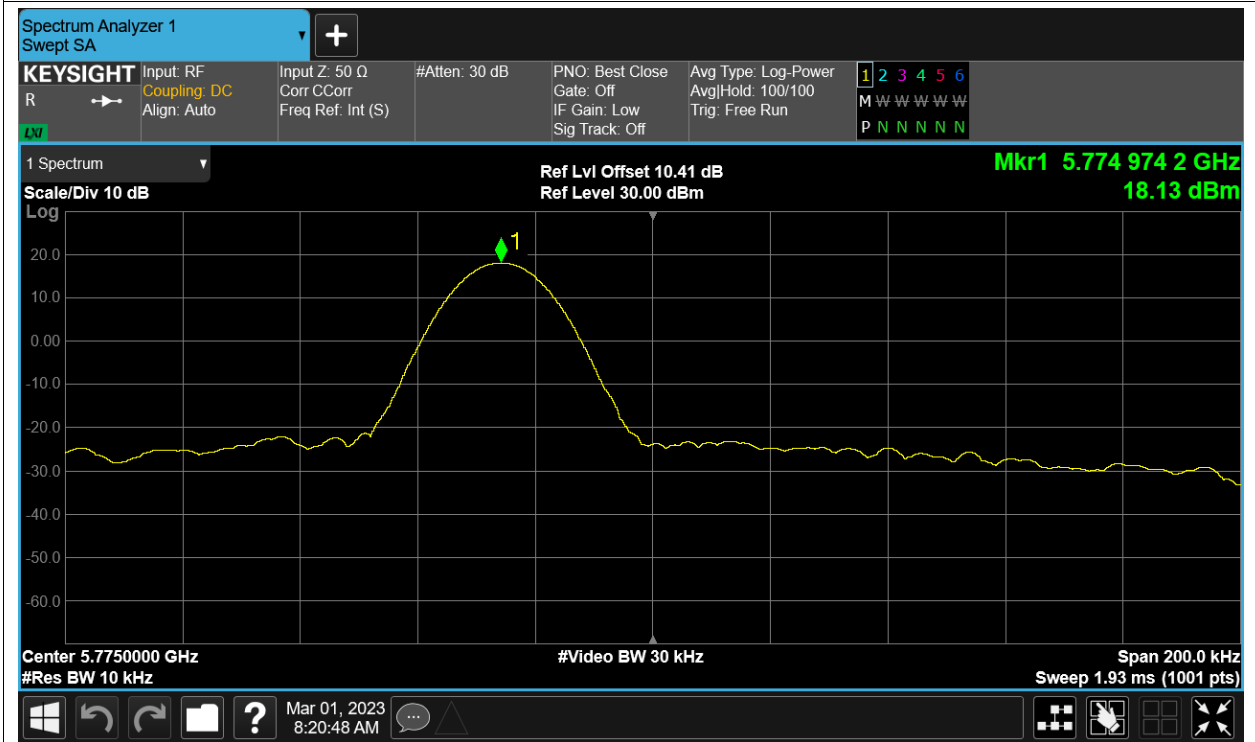 Spectrum Analyzer 1
Swept SA
KEYSIGHT
R
LXI
Input: RF
Coupling: DC
Align: Auto
Input Z: 50 Ω
Corr CCorr
Freq Ref: Int (S)
#Atten: 30 dB
PNO: Best Close
Gate: Off
IF Gain: Low
Sig Track: Off
Avg Type: Log-Power
Avg|Hold: 100/100
Trig: Free Run
1 2 3 4 5 6
M W W W W W
P N N N N N
1 Spectrum
Scale/Div 10 dB
Log
Ref Lvl Offset 10.41 dB
Ref Level 30.00 dBm
Mkr1 5.774 974 2 GHz
18.13 dBm
1
20.0
10.0
0.00
-10.0
-20.0
-30.0
-40.0
-50.0
-60.0
Center 5.7750000 GHz
#Res BW 10 kHz
#Video BW 30 kHz
Span 200.0 kHz
Sweep 1.93 ms (1001 pts)
?
Mar 01, 2023
8:20:48 AM